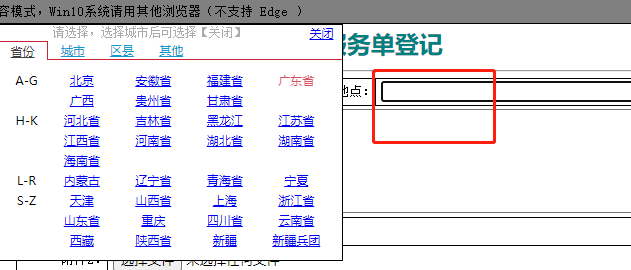 容模式，Win10系统请用其他浏览器（不支持 Edge ）
请选择，选择城市后可选择【关闭】 关闭
服务单登记
省份 城市 区县 其他
地点：
A-G 北京 安徽省 福建省 广东省
广西 贵州省 甘肃省
H-K 河北省 吉林省 黑龙江 江苏省
江西省 河南省 湖北省 湖南省
海南省
L-R 内蒙古 辽宁省 青海省 宁夏
S-Z 天津 山西省 上海 浙江省
山东省 重庆 四川省 云南省
西藏 陕西省 新疆 新疆兵团
选择文件 未选择任何文件